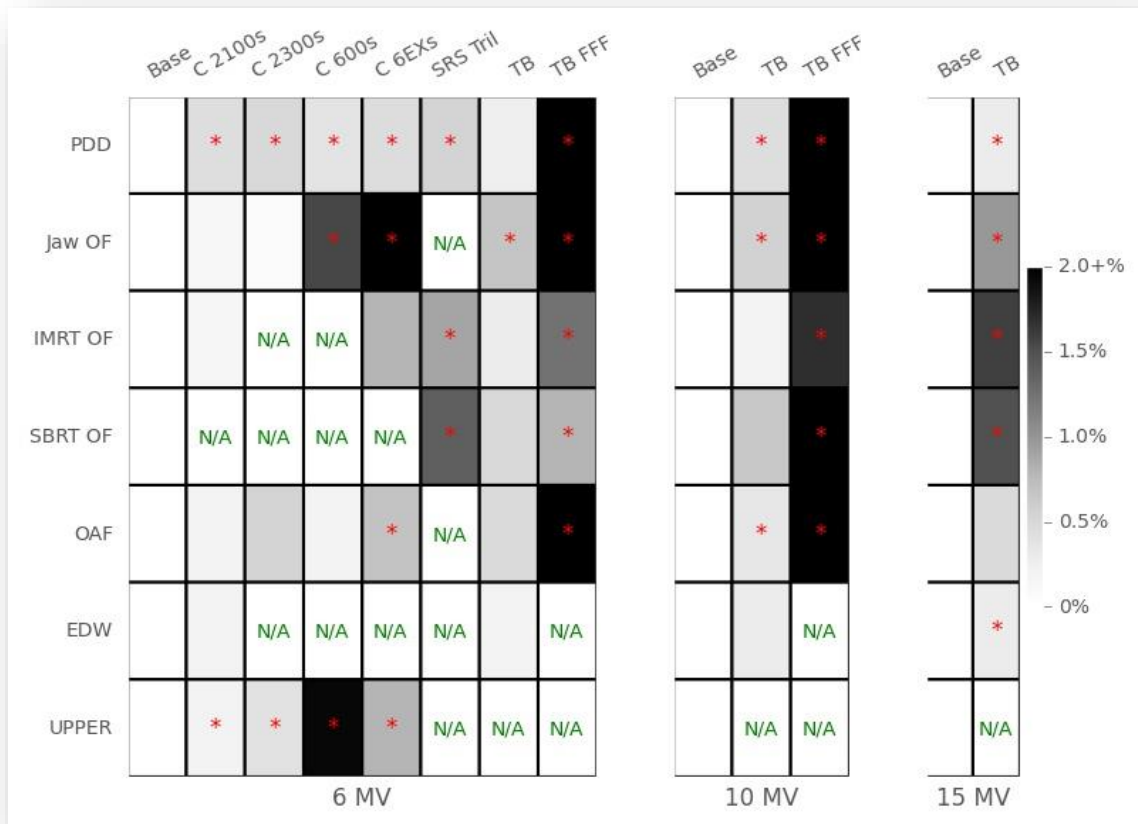 Base C 2100s C 2300s C 600s C 6EXs SRS Tril TB TB FFF Base TB TB FFF Base TB
PDD * * * * * * * * *
Jaw OF * * N/A * * * * *
IMRT OF N/A N/A * * * * 2.0+%
SBRT OF N/A N/A N/A N/A * * * * 1.5%
1.0%
OAF * N/A * * * 0.5%
0%
EDW N/A N/A N/A N/A N/A N/A *
UPPER * * * * N/A N/A N/A N/A N/A N/A
6 MV 10 MV 15 MV